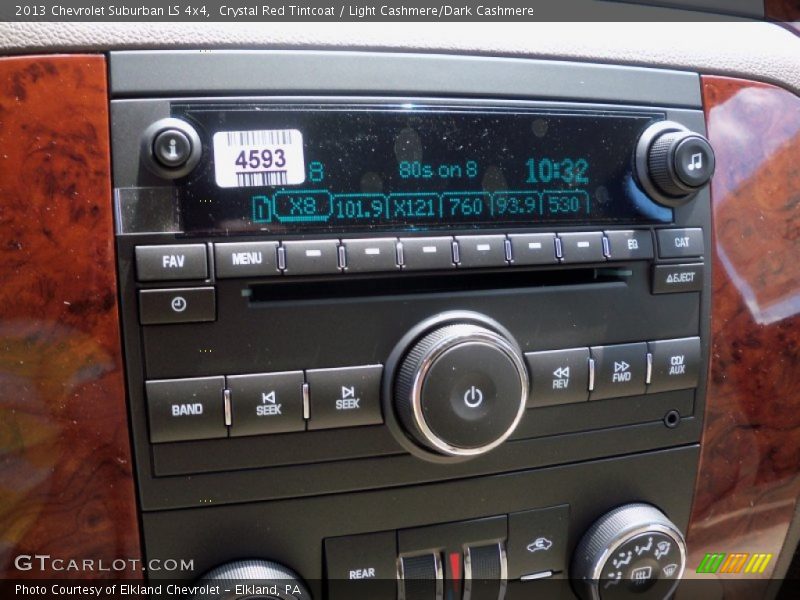 2013 Chevrolet Suburban LS 4x4, Crystal Red Tintcoat / Light Cashmere/Dark Cashmere
4593
8 80s on 8 10:32
X8 101.9 X121 760 93.9 530
FAV MENU EQ CAT
EJECT
BAND SEEK SEEK REV FWD CD/AUX
REAR
GTCARLOT.COM
Photo Courtesy of Elkland Chevrolet - Elkland, PA